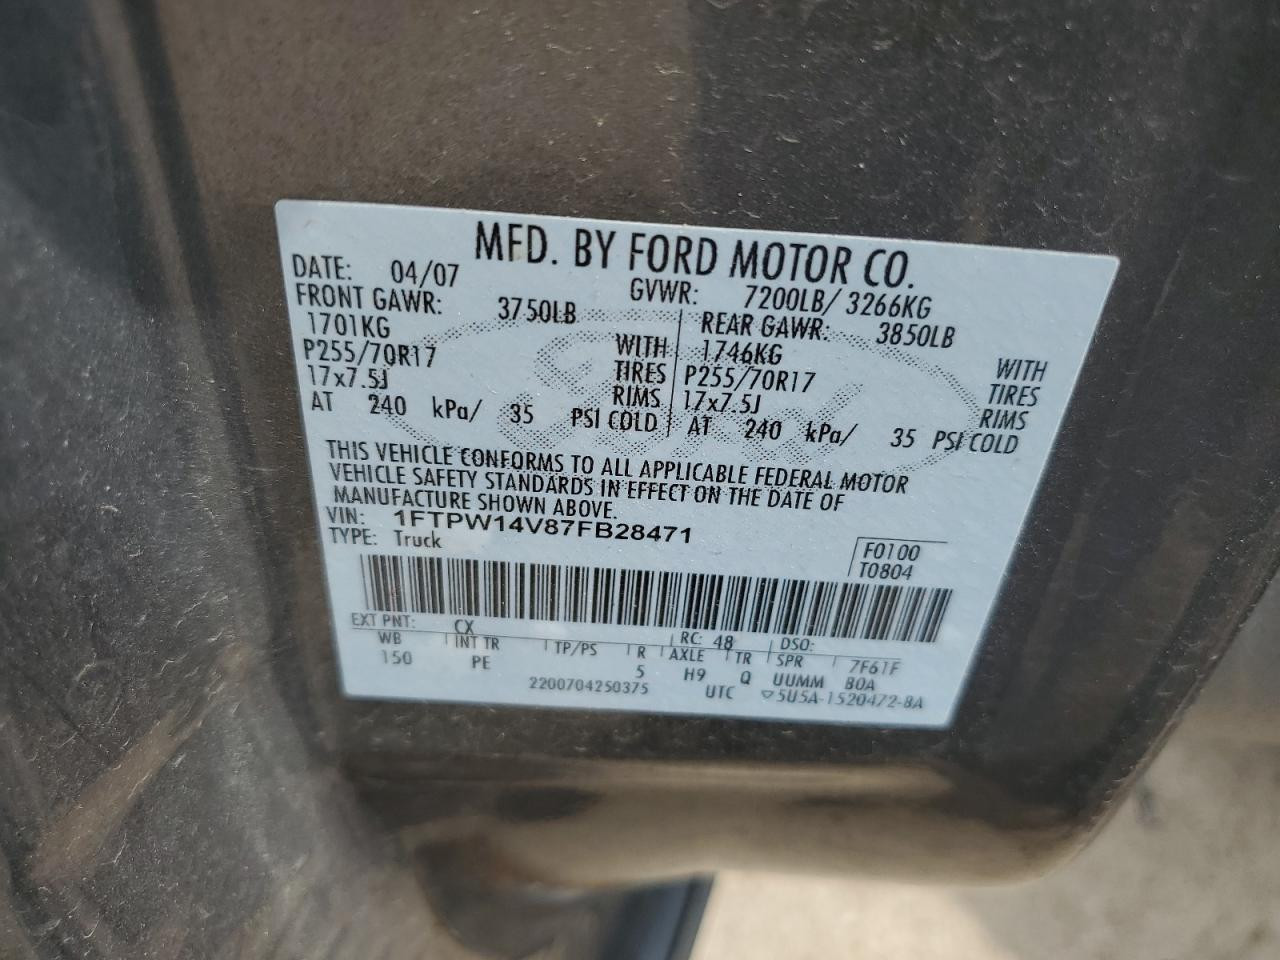 MFD. BY FORD MOTOR CO.
DATE: 04/07 GVWR: 7200LB/ 3266KG
FRONT GAWR: 3750LB REAR GAWR: 3850LB
1701KG WITH 1746KG WITH
P255/70R17 TIRES P255/70R17 TIRES
17x7.5J RIMS 17x7.5J RIMS
AT 240 kPa/ 35 PSI COLD AT 240 kPa/ 35 PSI COLD
THIS VEHICLE CONFORMS TO ALL APPLICABLE FEDERAL MOTOR
VEHICLE SAFETY STANDARDS IN EFFECT ON THE DATE OF
MANUFACTURE SHOWN ABOVE.
VIN: 1FTPW14V87FB28471
TYPE: Truck
F0100
T0804
EXT PNT: CX RC: 48 DSO:
WB INT TR TP/PS R AXLE TR SPR 7F61F
150 PE 5 H9 Q UUMM BOA
2200704250375 UTC ▽5U5A-1520472-BA